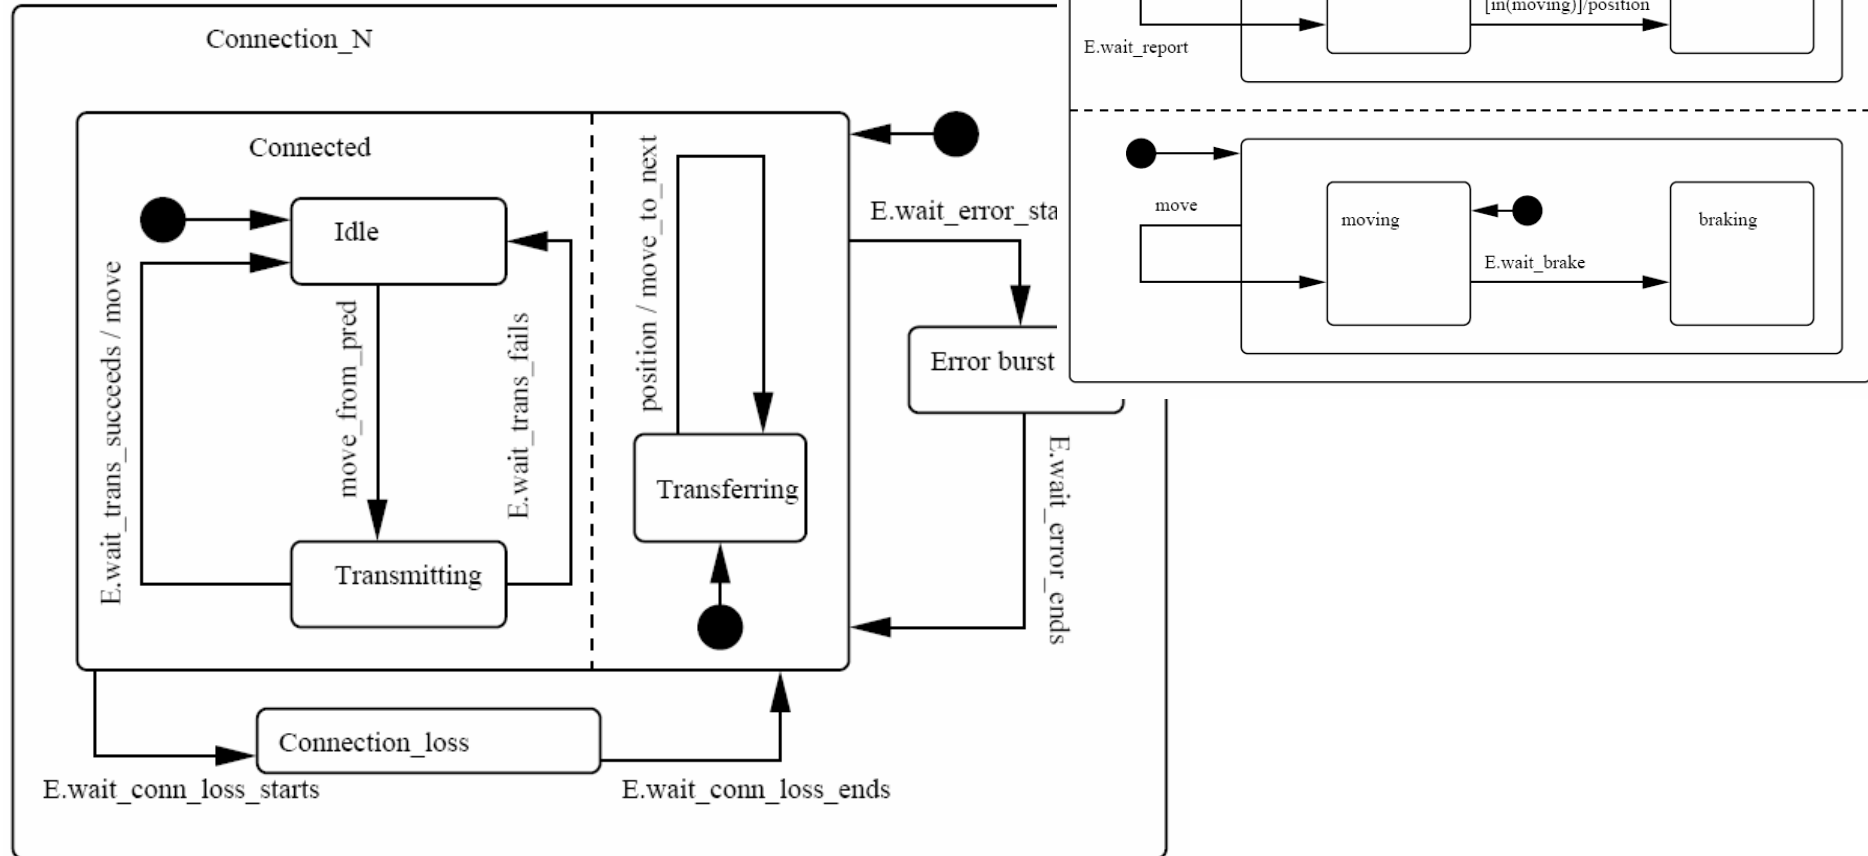 Connection_N
Connected
Idle
E.wait_trans_succeeds / move
move_from_pred
E.wait_trans_fails
Transmitting
position / move_to_next
Transferring
E.wait_error_sta
Error burst
E.wait_error_ends
Connection_loss
E.wait_conn_loss_starts
E.wait_conn_loss_ends
[in(moving)]/position
E.wait_report
move
moving
E.wait_brake
braking